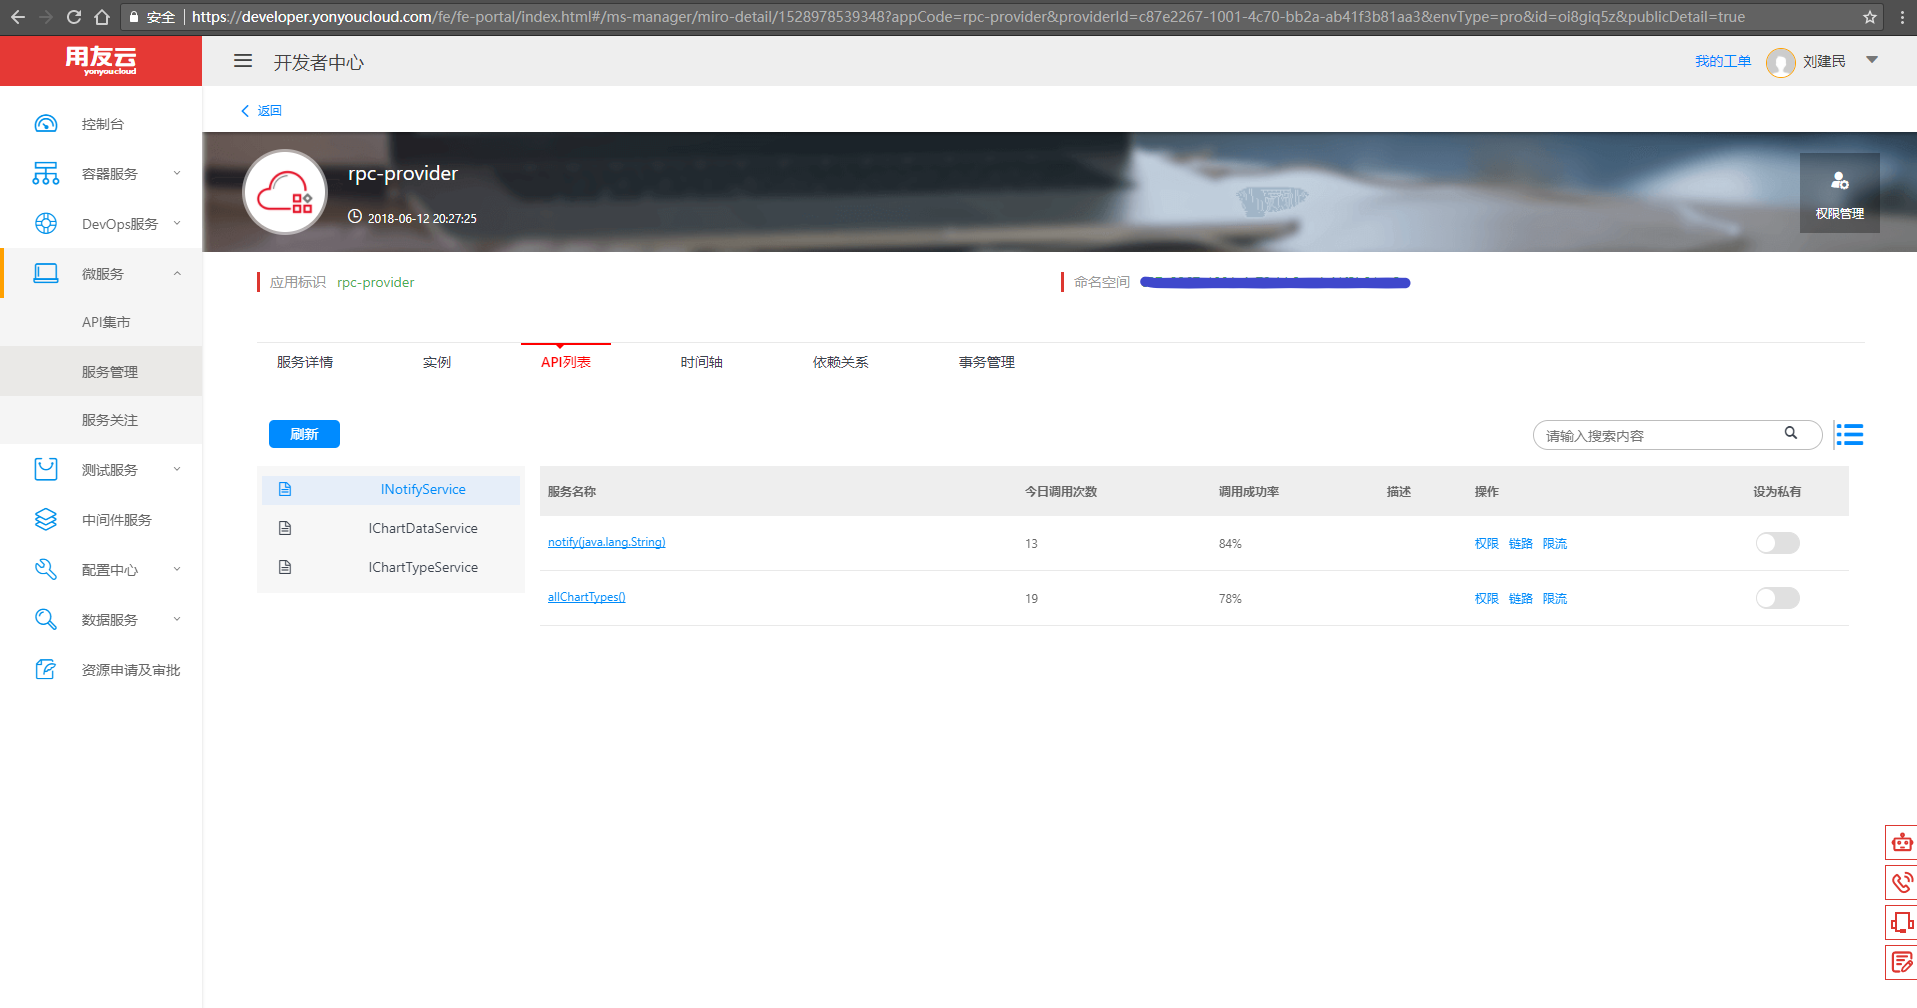 安全 | https://developer.yonyoucloud.com/fe/fe-portal/index.html#/ms-manager/miro-detail/1528978539348?appCode=rpc-provider&providerId=c87e2267-1001-4c70-bb2a-ab41f3b81aa3&envType=pro&id=oi8giq5z&publicDetail=true
用友云
yonyoucloud
开发者中心
我的工单
刘建民
返回
控制台
容器服务
DevOps服务
微服务
API集市
服务管理
服务关注
测试服务
中间件服务
配置中心
数据服务
资源申请及审批
rpc-provider
2018-06-12 20:27:25
权限管理
应用标识 rpc-provider
命名空间
服务详情 实例 API列表 时间轴 依赖关系 事务管理
刷新
请输入搜索内容
INotifyService
IChartDataService
IChartTypeService
服务名称 今日调用次数 调用成功率 描述 操作 设为私有
notify(java.lang.String) 13 84% 权限 链路 限流
allChartTypes() 19 78% 权限 链路 限流